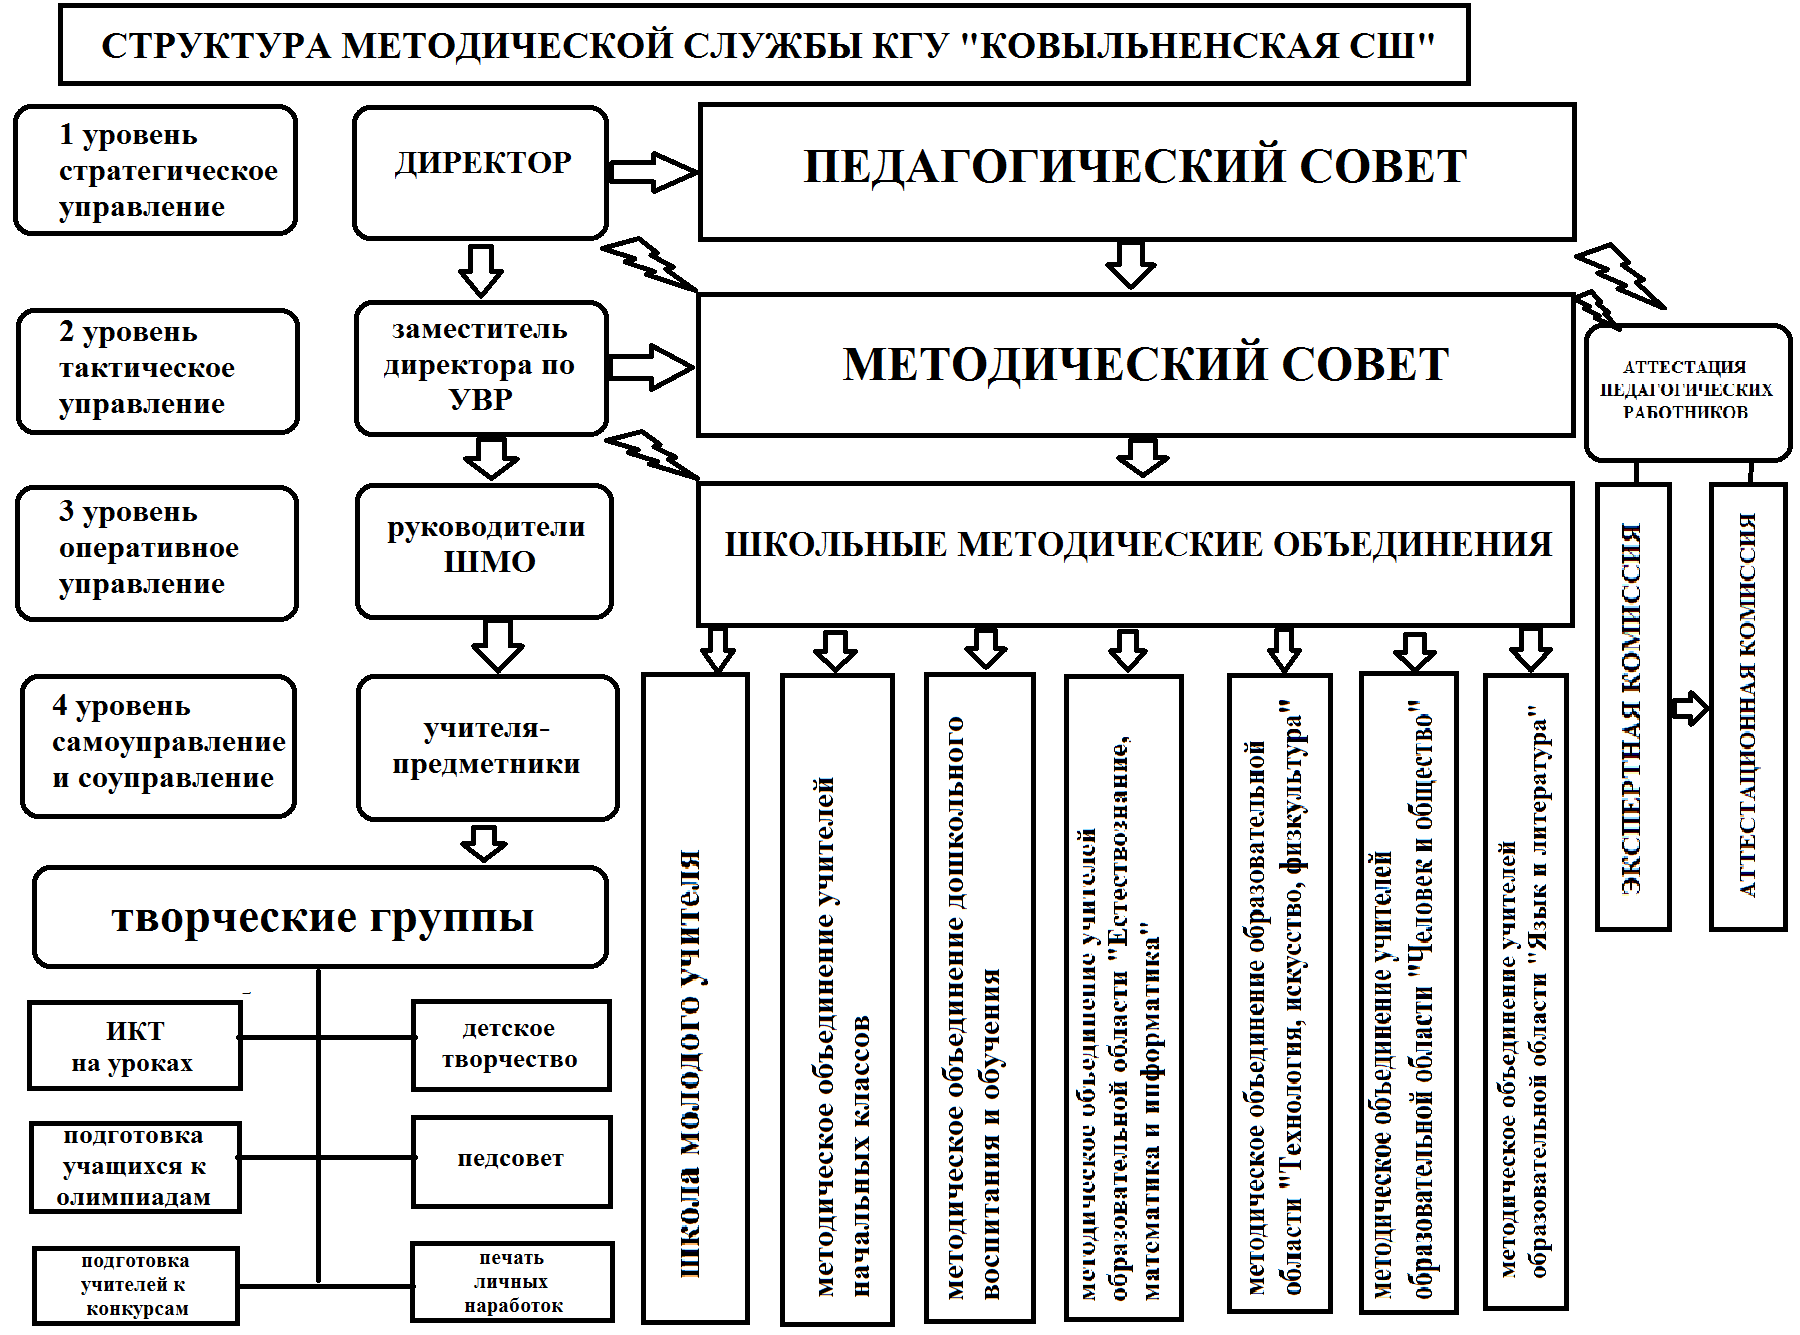 СТРУКТУРА МЕТОДИЧЕСКОЙ СЛУЖБЫ КГУ "КОВЫЛЬНЕНСКАЯ СШ"
1 уровень
стратегическое
управление
ДИРЕКТОР
ПЕДАГОГИЧЕСКИЙ СОВЕТ
2 уровень
тактическое
управление
заместитель
директора по
УВР
МЕТОДИЧЕСКИЙ СОВЕТ
АТТЕСТАЦИЯ
ПЕДАГОГИЧЕСКИХ
РАБОТНИКОВ
3 уровень
оперативное
управление
руководители
ШМО
ШКОЛЬНЫЕ МЕТОДИЧЕСКИЕ ОБЪЕДИНЕНИЯ
ЭКСПЕРТНАЯ КОМИССИЯ
АТТЕСТАЦИОННАЯ КОМИССИЯ
4 уровень
самоуправление
и соуправление
учителя-
предметники
школа молодого учителя
методическое объединение учителей
начальных классов
методическое объединение дошкольного
воспитания и обучения
методическое объединение учителей
образовательной области "Естествознание,
математика и информатика"
методическое объединение образовательной
области "Технология, искусство, физкультура"
методическое объединение учителей
образовательной области "Человек и общество"
методическое объединение учителей
образовательной области "Язык и литература"
творческие группы
ИКТ
на уроках
детское
творчество
подготовка
учащихся к
олимпиадам
педсовет
подготовка
учителей к
конкурсам
печать
личных
наработок